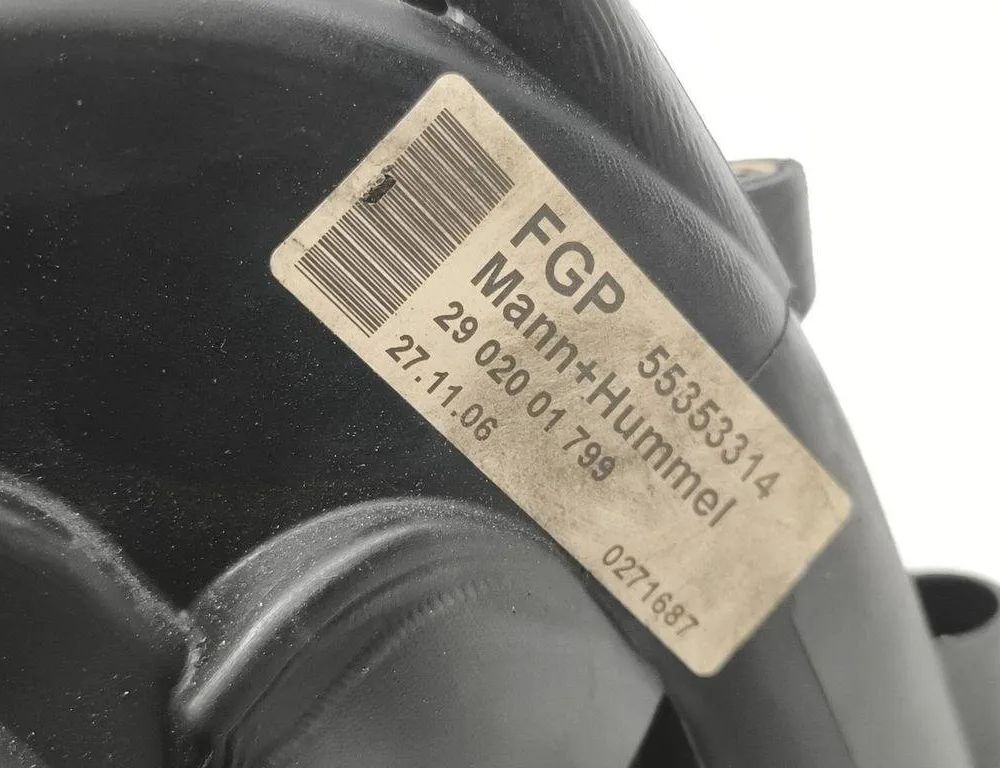 FGP 55353314
Mann+Hummel
29 020 01 799
27.11.06 0271687